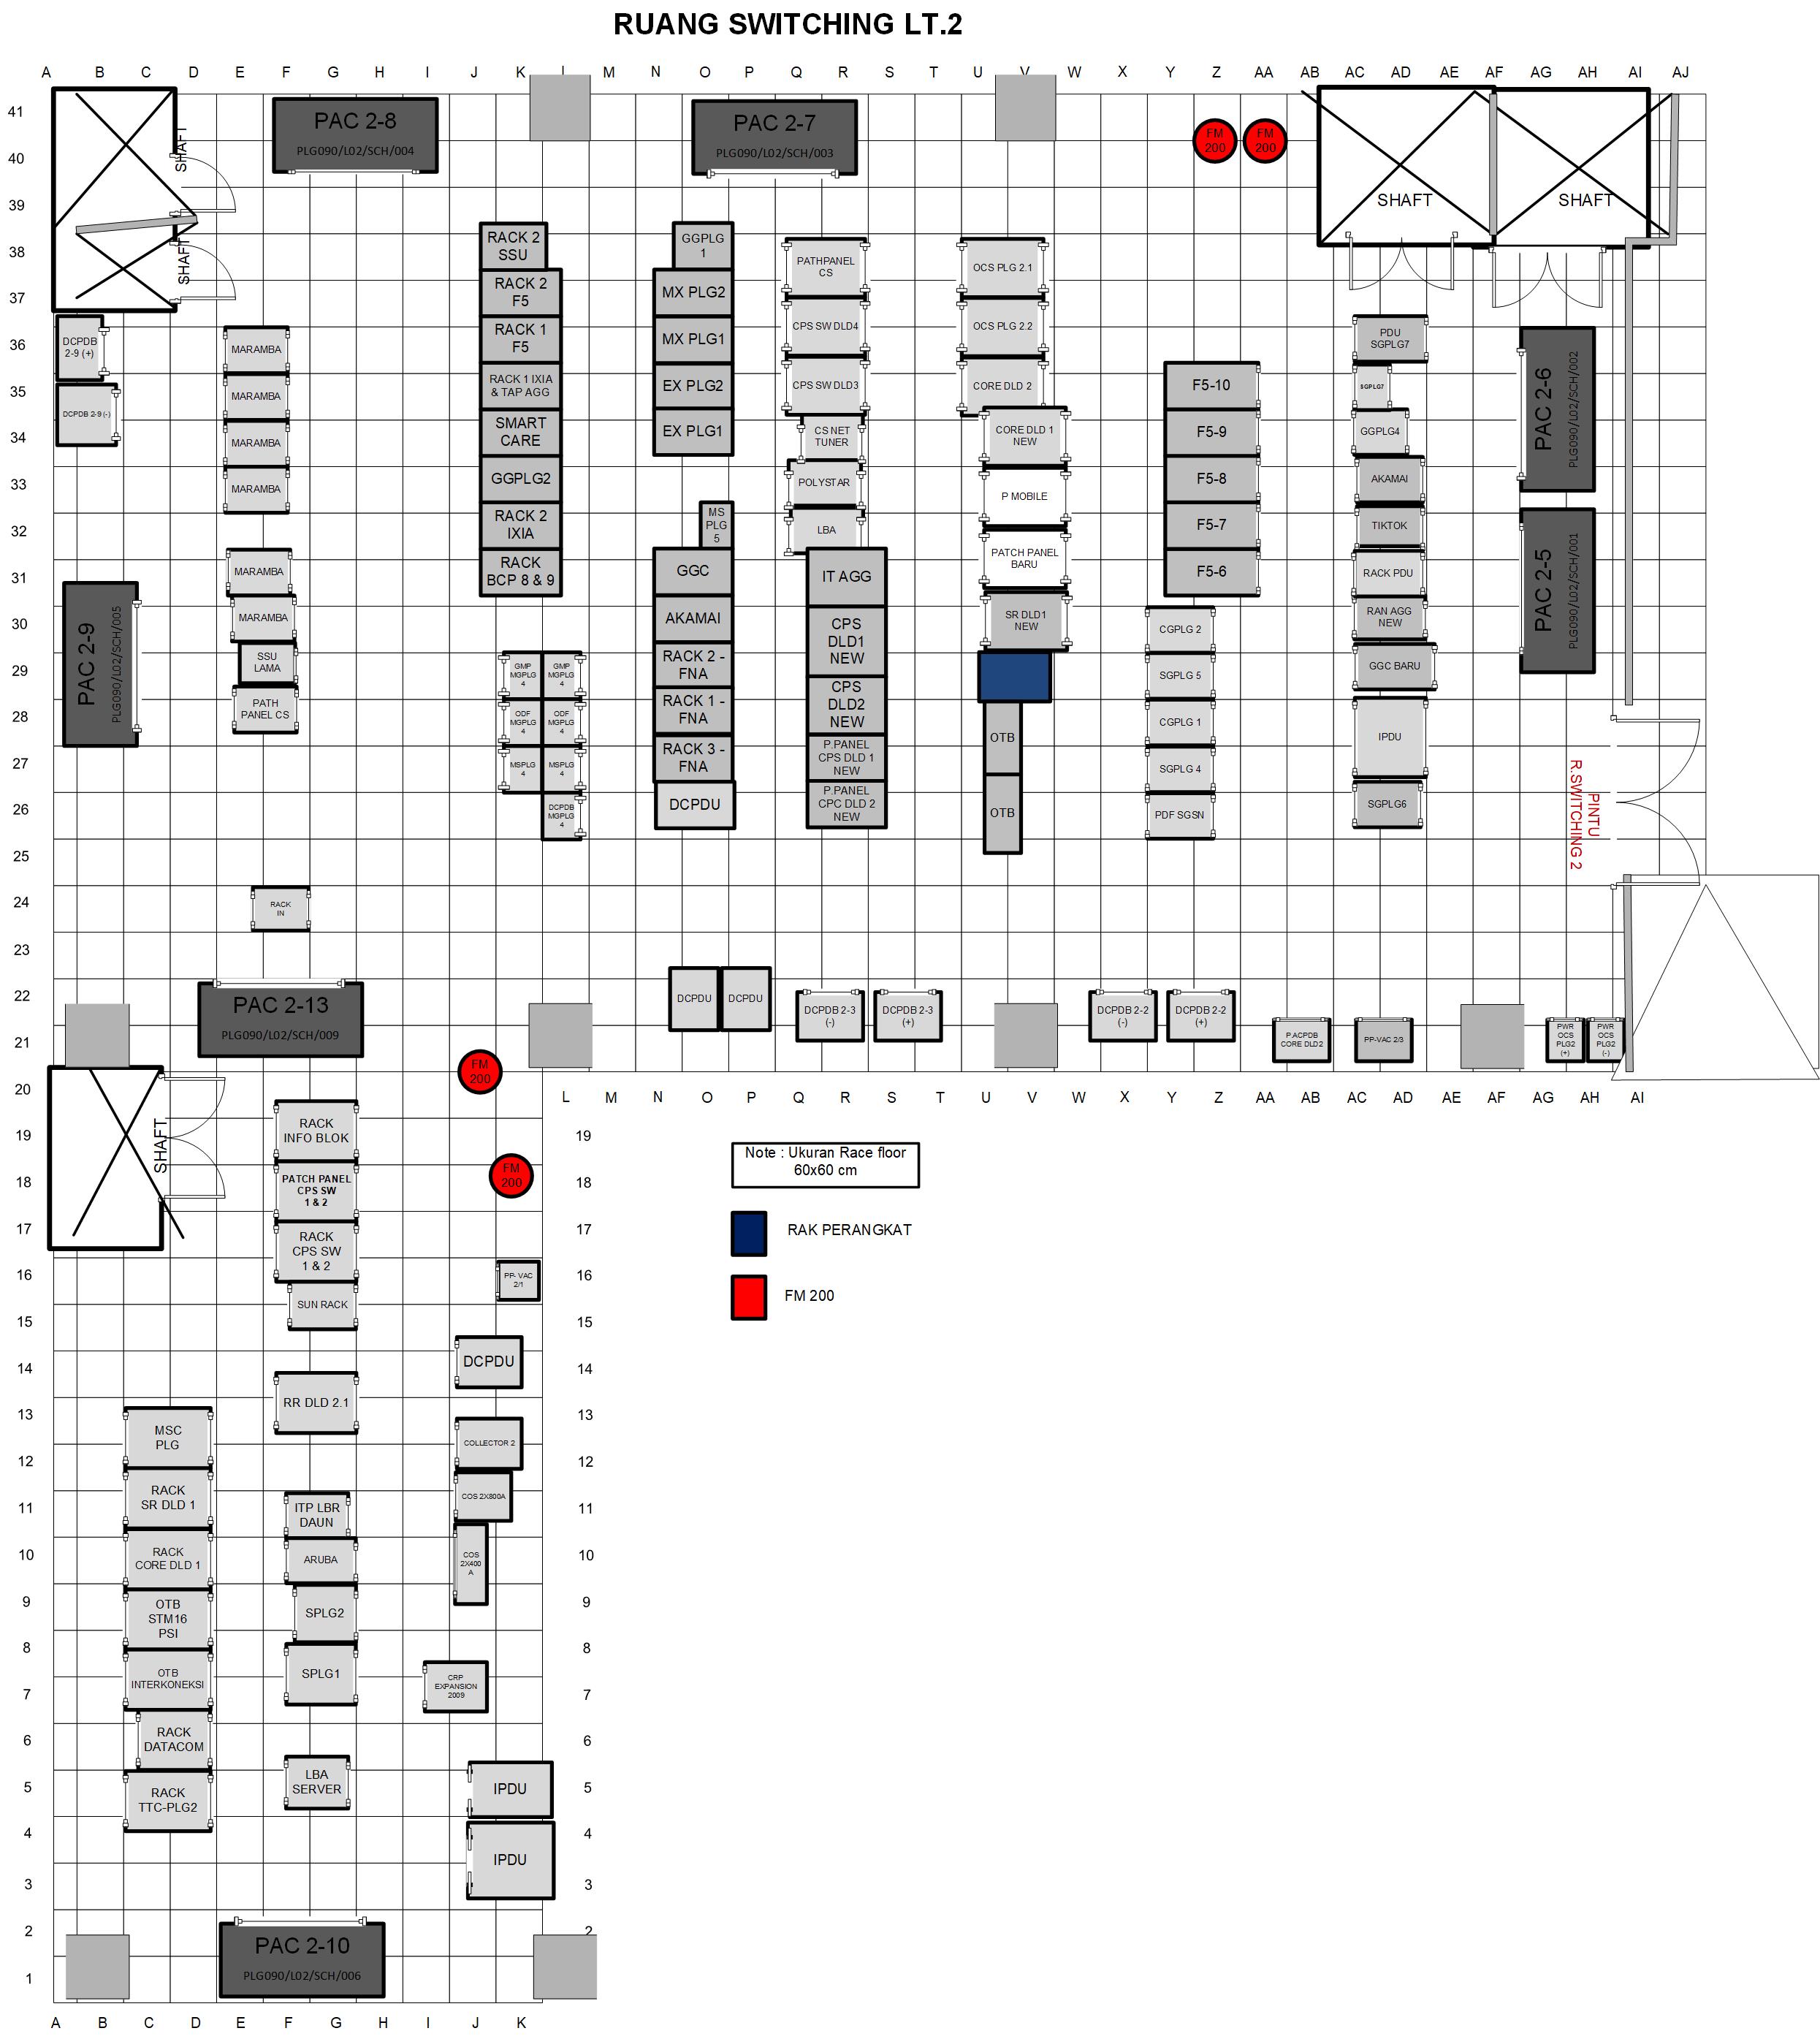 RUANG SWITCHING LT.2
A B C D E F G H I J K L M N O P Q R S T U V W X Y Z AA AB AC AD AE AF AG AH AI AJ
41
40
39
38
37
36
35
34
33
32
31
30
29
28
27
26
25
24
23
22
21
20
19
18
17
16
15
14
13
12
11
10
9
8
7
6
5
4
3
2
1
SHAFT
SHAFT
PAC 2-8
PLG090/L02/SCH/004
PAC 2-7
PLG090/L02/SCH/003
FM
200
FM
200
SHAFT
SHAFT
DCPDB
2-9 (+)
DCPDB 2-9 (-)
PAC 2-9
PLG090/L02/SCH/005
MARAMBA
MARAMBA
MARAMBA
MARAMBA
MARAMBA
MARAMBA
SSU
LAMA
PATH
PANEL CS
RACK
IN
RACK 2
SSU
RACK 2
F5
RACK 1
F5
RACK 1 IXIA
& TAP AGG
SMART
CARE
GGPLG2
RACK 2
IXIA
RACK
BCP 8 & 9
GMP
MGPLG
4
GMP
MGPLG
4
ODF
MGPLG
4
ODF
MGPLG
4
MSPLG
4
MSPLG
4
DCPDB
MGPLG
4
GGPLG
1
MX PLG2
MX PLG1
EX PLG2
EX PLG1
MS
PLG
5
GGC
AKAMAI
RACK 2 -
FNA
RACK 1 -
FNA
RACK 3 -
FNA
DCPDU
PATHPANEL
CS
CPS SW DLD4
CPS SW DLD3
CS NET
TUNER
POLYSTAR
LBA
IT AGG
CPS
DLD1
NEW
CPS
DLD2
NEW
P.PANEL
CPS DLD 1
NEW
P.PANEL
CPC DLD 2
NEW
OCS PLG 2.1
OCS PLG 2.2
CORE DLD 2
CORE DLD 1
NEW
P MOBILE
PATCH PANEL
BARU
SR DLD1
NEW
OTB
OTB
F5-10
F5-9
F5-8
F5-7
F5-6
CGPLG 2
SGPLG 5
CGPLG 1
SGPLG 4
PDF SGSN
PDU
SGPLG7
SGPLG7
GGPLG4
AKAMAI
TIKTOK
RACK PDU
RAN AGG
NEW
GGC BARU
IPDU
SGPLG6
PAC 2-6
PLG090/L02/SCH/002
PAC 2-5
PLG090/L02/SCH/001
PINTU
R.SWITCHING 2
PAC 2-13
PLG090/L02/SCH/009
DCPDU
DCPDU
DCPDB 2-3
(-)
DCPDB 2-3
(+)
DCPDB 2-2
(-)
DCPDB 2-2
(+)
P.ACPDB
CORE DLD2
PP-VAC 2/3
PWR
OCS
PLG2
(+)
PWR
OCS
PLG2
(-)
L M N O P Q R S T U V W X Y Z AA AB AC AD AE AF AG AH AI
SHAFT
FM
200
FM
200
RACK
INFO BLOK
PATCH PANEL
CPS SW
1 & 2
RACK
CPS SW
1 & 2
SUN RACK
RR DLD 2.1
ITP LBR
DAUN
ARUBA
SPLG2
SPLG1
LBA
SERVER
MSC
PLG
RACK
SR DLD 1
RACK
CORE DLD 1
OTB
STM16
PSI
OTB
INTERKONEKSI
RACK
DATACOM
RACK
TTC-PLG2
PP- VAC
2/1
DCPDU
COLLECTOR 2
COS 2X800A
COS
2X400
A
CRP
EXPANSION
2009
IPDU
IPDU
PAC 2-10
PLG090/L02/SCH/006
19
18
17
16
15
14
13
12
11
10
9
8
7
6
5
4
3
2
Note : Ukuran Race floor
60x60 cm
RAK PERANGKAT
FM 200
A B C D E F G H I J K